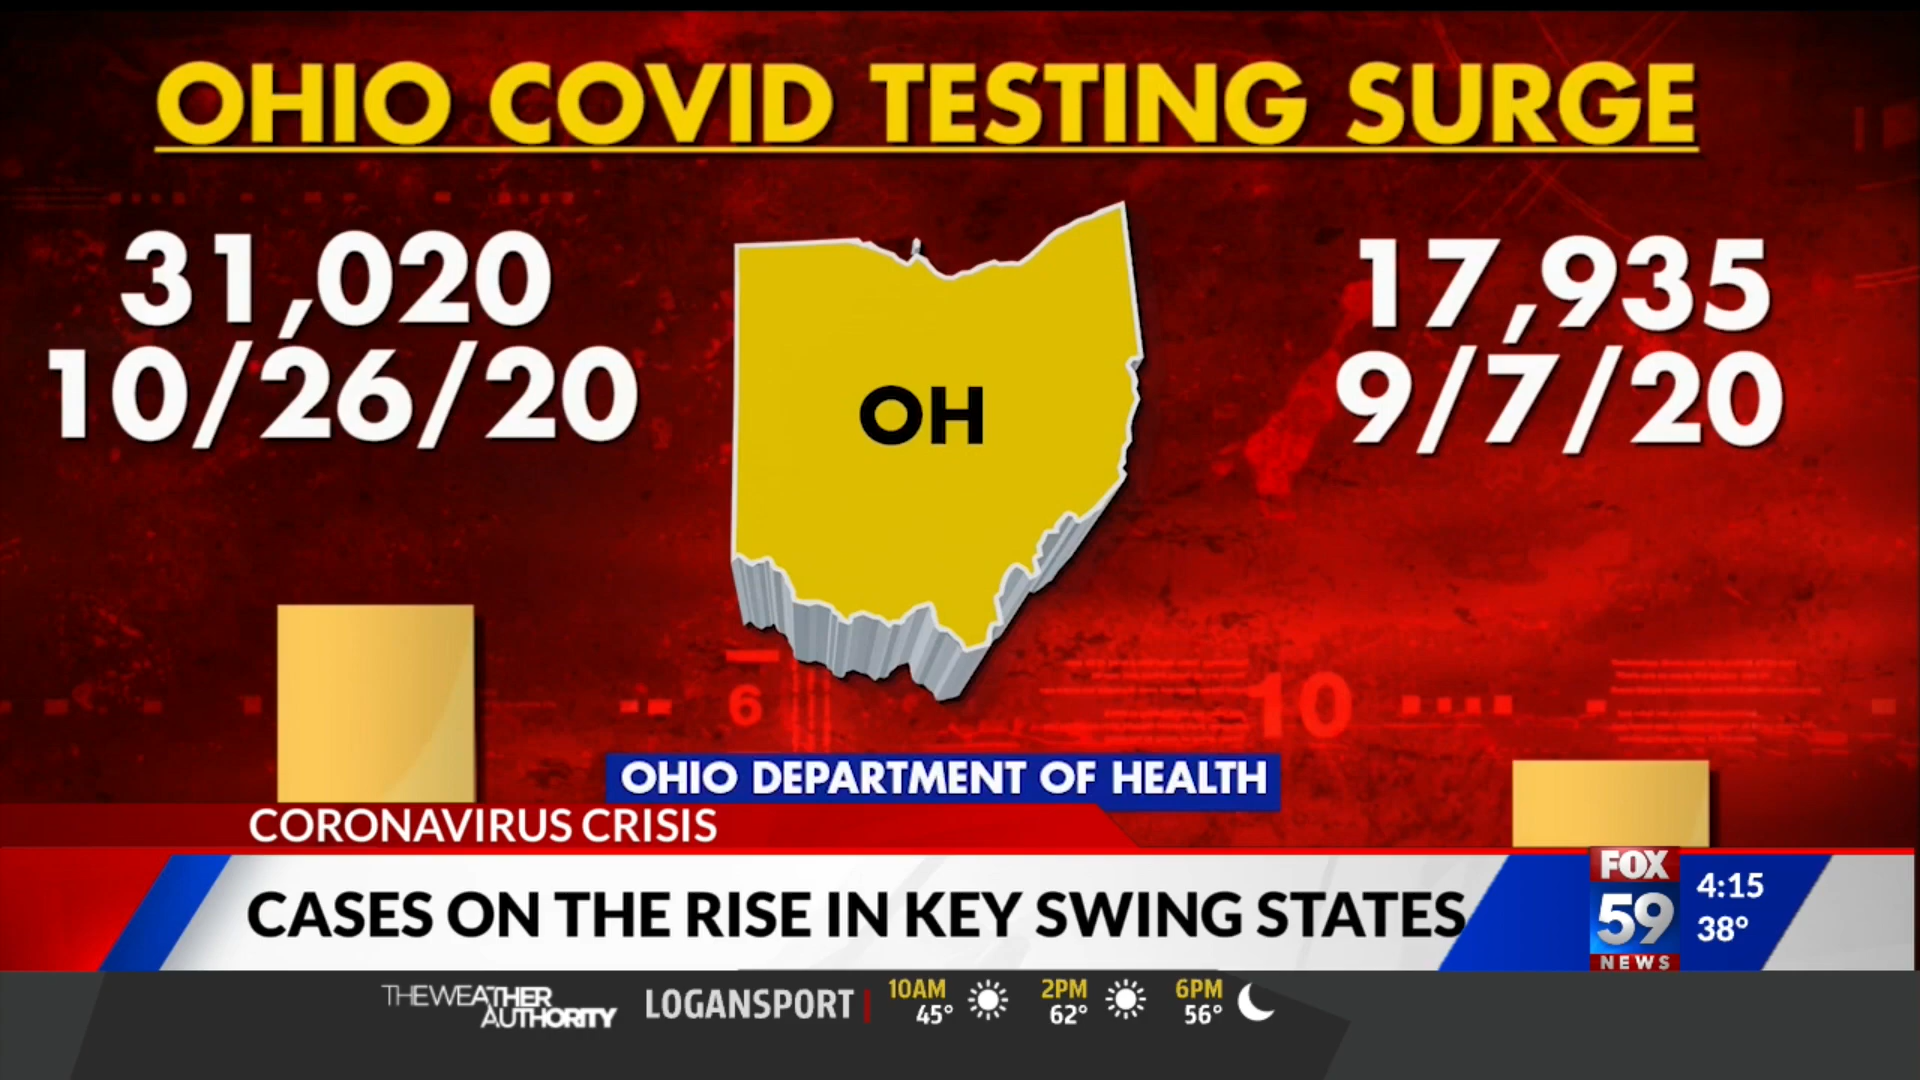 OHIO COVID TESTING SURGE
31,020
10/26/20
17,935
9/7/20
OH
6
10
OHIO DEPARTMENT OF HEALTH
CORONAVIRUS CRISIS
CASES ON THE RISE IN KEY SWING STATES
FOX
59
NEWS
4:15
38°
THEWEATHER
AUTHORITY
LOGANSPORT
10AM
45°
2PM
62°
6PM
56°